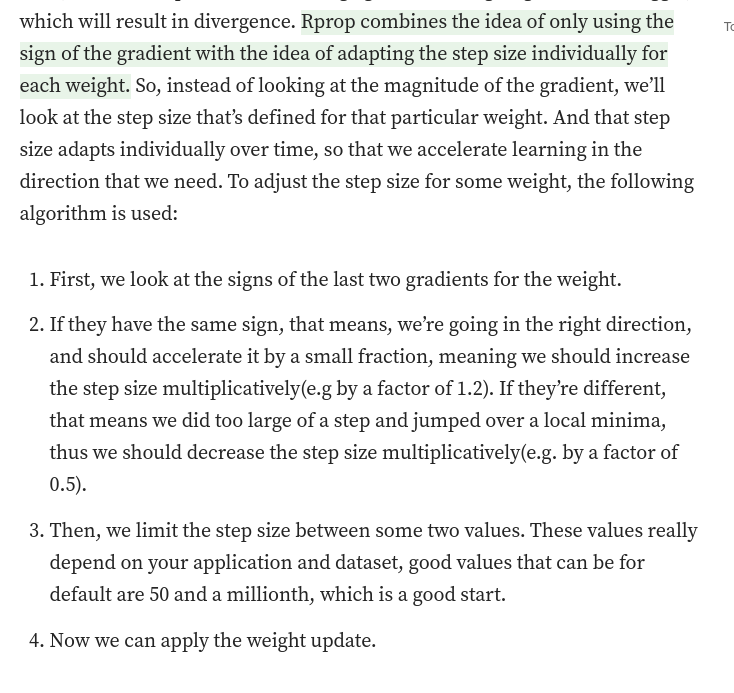 which will result in divergence. Rprop combines the idea of only using the
sign of the gradient with the idea of adapting the step size individually for
each weight. So, instead of looking at the magnitude of the gradient, we’ll
look at the step size that’s defined for that particular weight. And that step
size adapts individually over time, so that we accelerate learning in the
direction that we need. To adjust the step size for some weight, the following
algorithm is used:
1. First, we look at the signs of the last two gradients for the weight.
2. If they have the same sign, that means, we’re going in the right direction,
and should accelerate it by a small fraction, meaning we should increase
the step size multiplicatively(e.g by a factor of 1.2). If they’re different,
that means we did too large of a step and jumped over a local minima,
thus we should decrease the step size multiplicatively(e.g. by a factor of
0.5).
3. Then, we limit the step size between some two values. These values really
depend on your application and dataset, good values that can be for
default are 50 and a millionth, which is a good start.
4. Now we can apply the weight update.